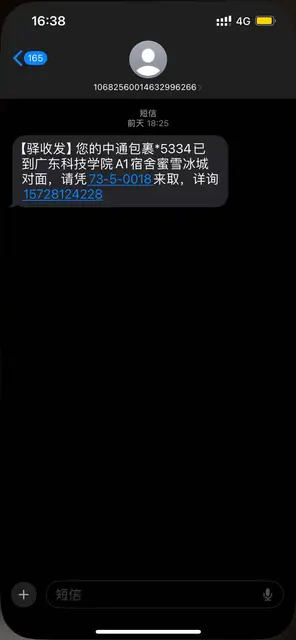 16:38
4G
165
10682560014632996266
短信
前天 18:25
【驿收发】您的中通包裹*5334已
到广东科技学院A1宿舍蜜雪冰城
对面，请凭73-5-0018来取，详询
15728124228
短信